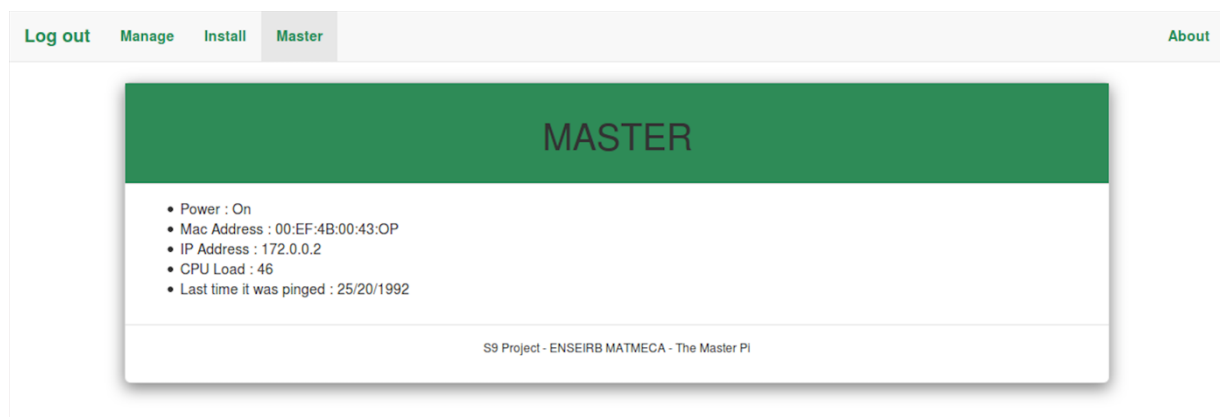 Log out Manage Install Master About
MASTER
• Power : On
• Mac Address : 00:EF:4B:00:43:OP
• IP Address : 172.0.0.2
• CPU Load : 46
• Last time it was pinged : 25/20/1992
S9 Project - ENSEIRB MATMECA - The Master Pi